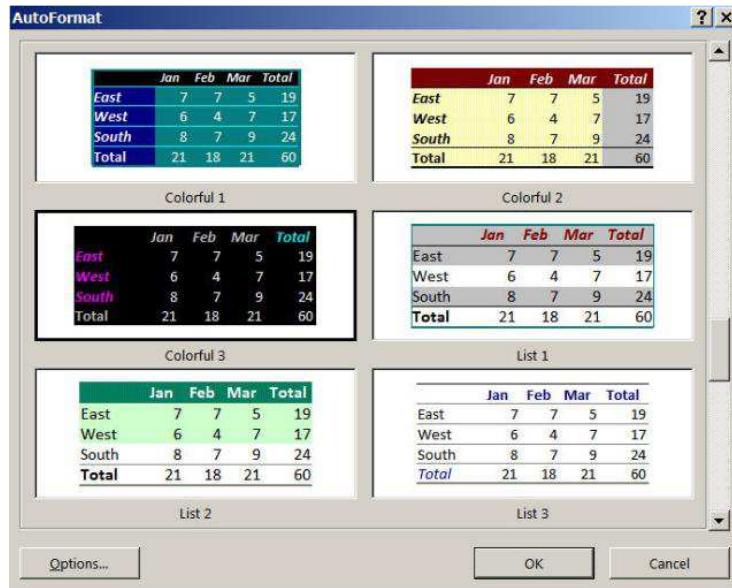 AutoFormat
Jan Feb Mar Total
East 7 7 5 19
West 6 4 7 17
South 8 7 9 24
Total 21 18 21 60
Colorful 1
Jan Feb Mar Total
East 7 7 5 19
West 6 4 7 17
South 8 7 9 24
Total 21 18 21 60
Colorful 2
Jan Feb Mar Total
East 7 7 5 19
West 6 4 7 17
South 8 7 9 24
Total 21 18 21 60
Colorful 3
Jan Feb Mar Total
East 7 7 5 19
West 6 4 7 17
South 8 7 9 24
Total 21 18 21 60
List 1
Jan Feb Mar Total
East 7 7 5 19
West 6 4 7 17
South 8 7 9 24
Total 21 18 21 60
List 2
Jan Feb Mar Total
East 7 7 5 19
West 6 4 7 17
South 8 7 9 24
Total 21 18 21 60
List 3
Options...
OK
Cancel